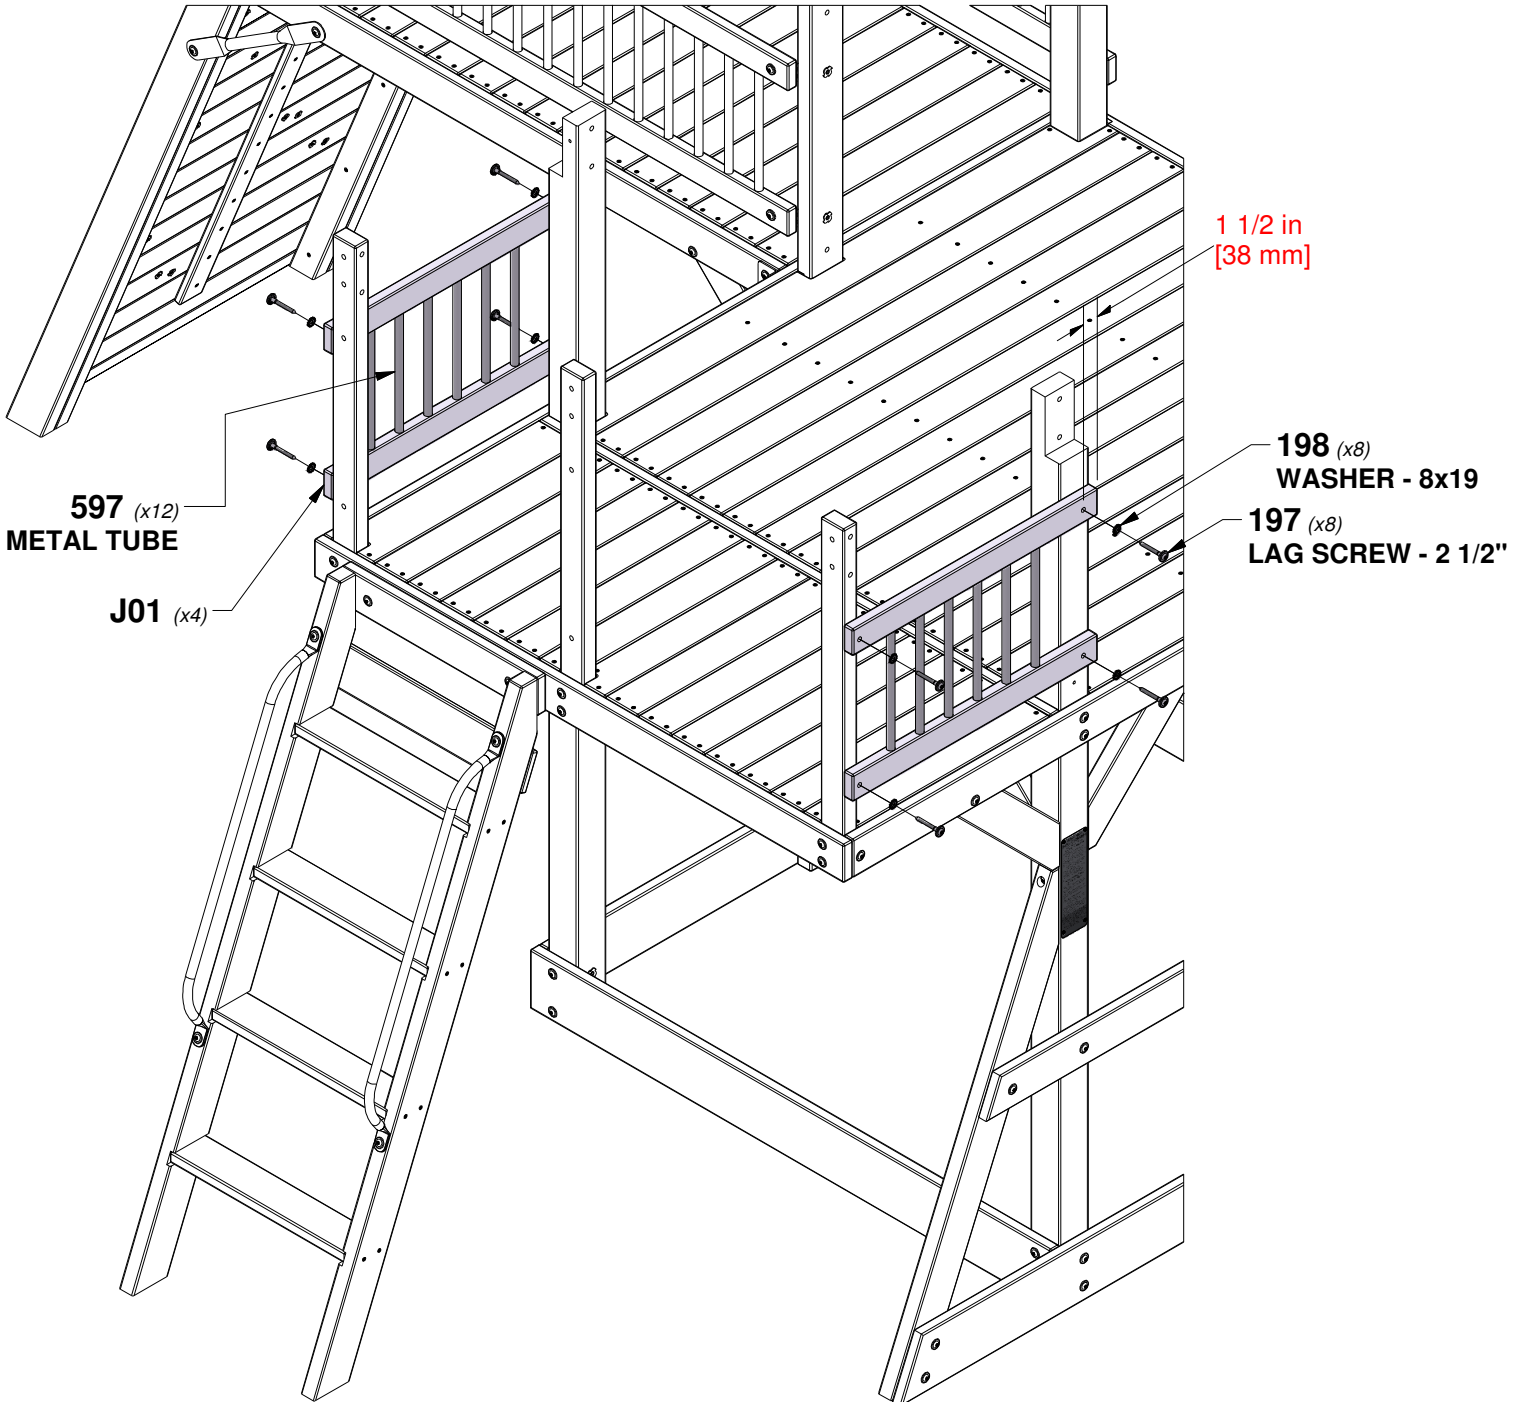 1 1/2 in
[38 mm]
198 (x8)
WASHER - 8x19
197 (x8)
LAG SCREW - 2 1/2"
597 (x12)
METAL TUBE
J01 (x4)